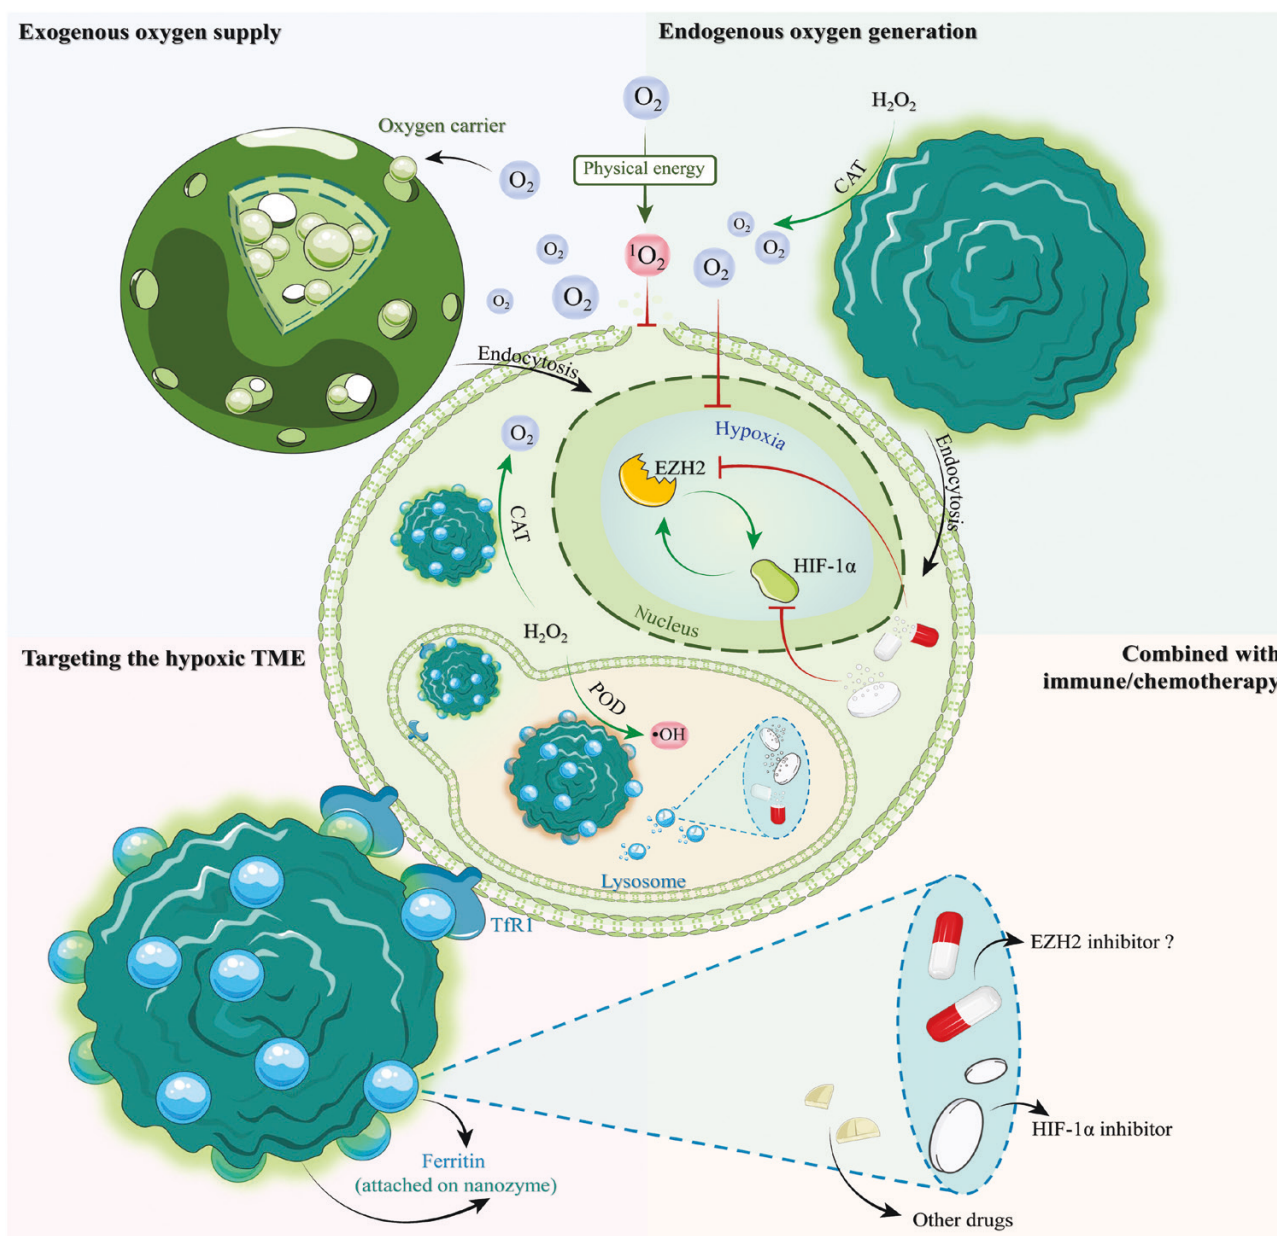 Exogenous oxygen supply
Endogenous oxygen generation
O₂
H₂O₂
Oxygen carrier
Physical energy
CAT
O₂
O₂
O₂
O₂
¹O₂
O₂
O₂
O₂
O₂
Endocytosis
Hypoxia
O₂
EZH2
Endocytosis
CAT
HIF-1α
Nucleus
H₂O₂
Targeting the hypoxic TME
Combined with
immune/chemotherapy
POD
•OH
Lysosome
TfR1
EZH2 inhibitor ?
HIF-1α inhibitor
Ferritin
(attached on nanozyme)
Other drugs